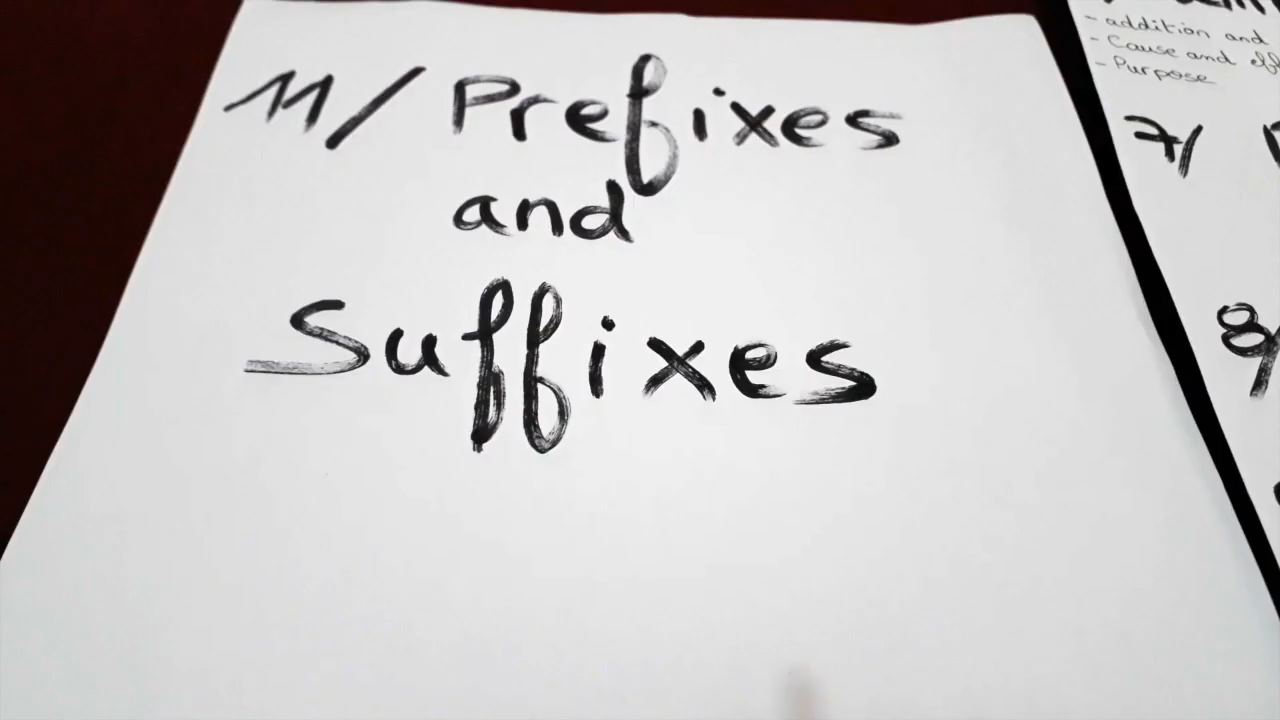 11/ Prefixes
and
Suffixes
- addition and
- Cause and
- Purpose
7/
8/